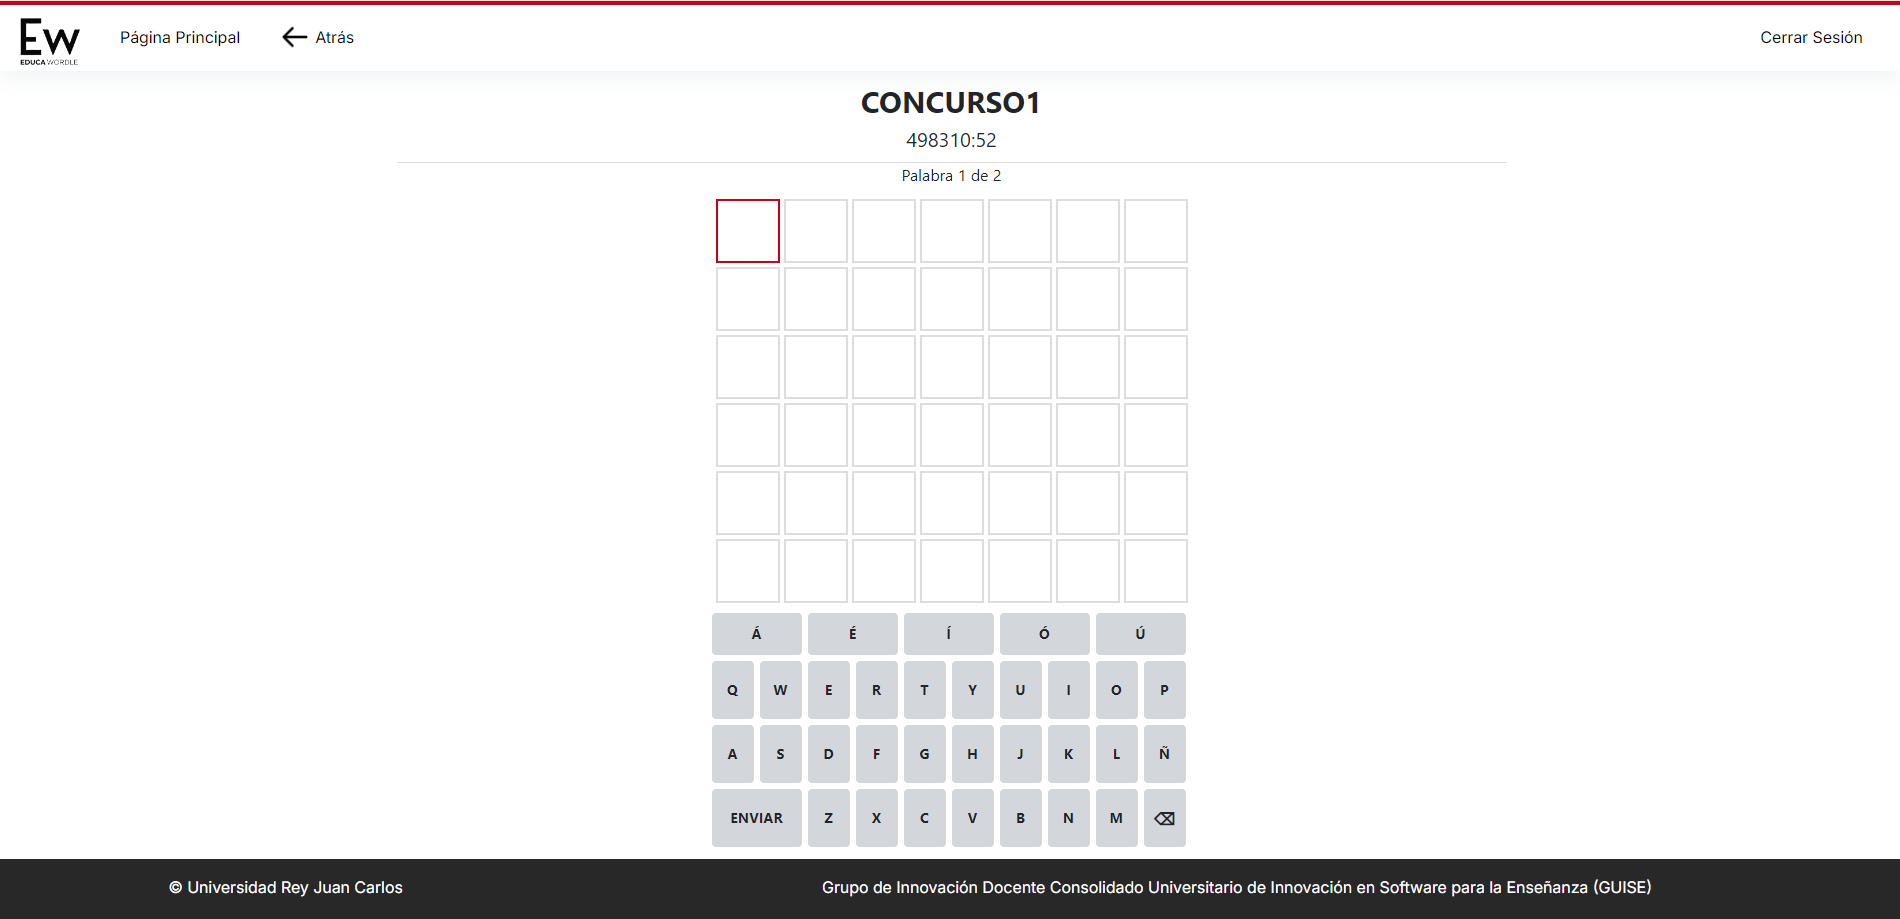 Ew
EDUCA WORDLE
Página Principal
Atrás
Cerrar Sesión
CONCURSO1
498310:52
Palabra 1 de 2
Á É Í Ó Ú
Q W E R T Y U I O P
A S D F G H J K L Ñ
ENVIAR Z X C V B N M
© Universidad Rey Juan Carlos
Grupo de Innovación Docente Consolidado Universitario de Innovación en Software para la Enseñanza (GUISE)